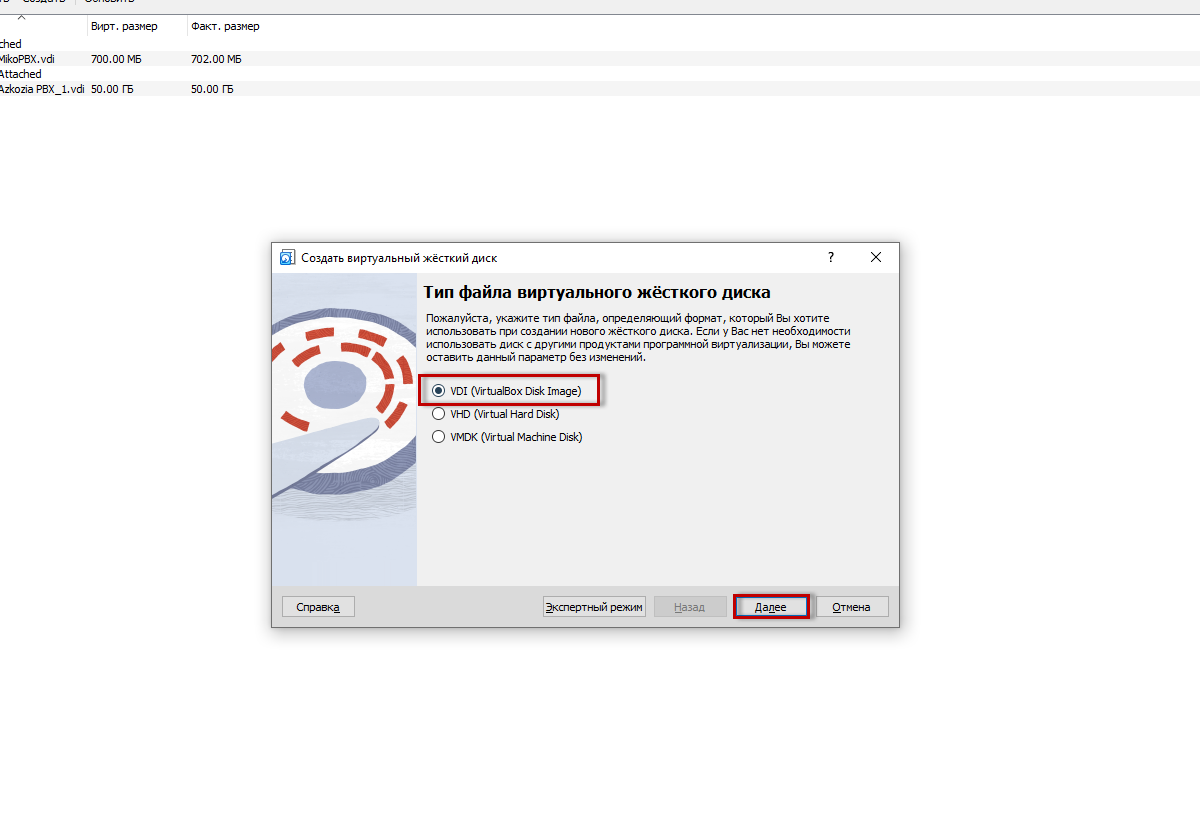 Вирт. размер Факт. размер
MikoPBX.vdi 700.00 МБ 702.00 МБ
Attached
Azkozia PBX_1.vdi 50.00 ГБ 50.00 ГБ
Создать виртуальный жёсткий диск ?
Тип файла виртуального жёсткого диска
Пожалуйста, укажите тип файла, определяющий формат, который Вы хотите
использовать при создании нового жёсткого диска. Если у Вас нет необходимости
использовать диск с другими продуктами программной виртуализации, Вы можете
оставить данный параметр без изменений.
VDI (VirtualBox Disk Image)
VHD (Virtual Hard Disk)
VMDK (Virtual Machine Disk)
Справка Экспертный режим Назад Далее Отмена